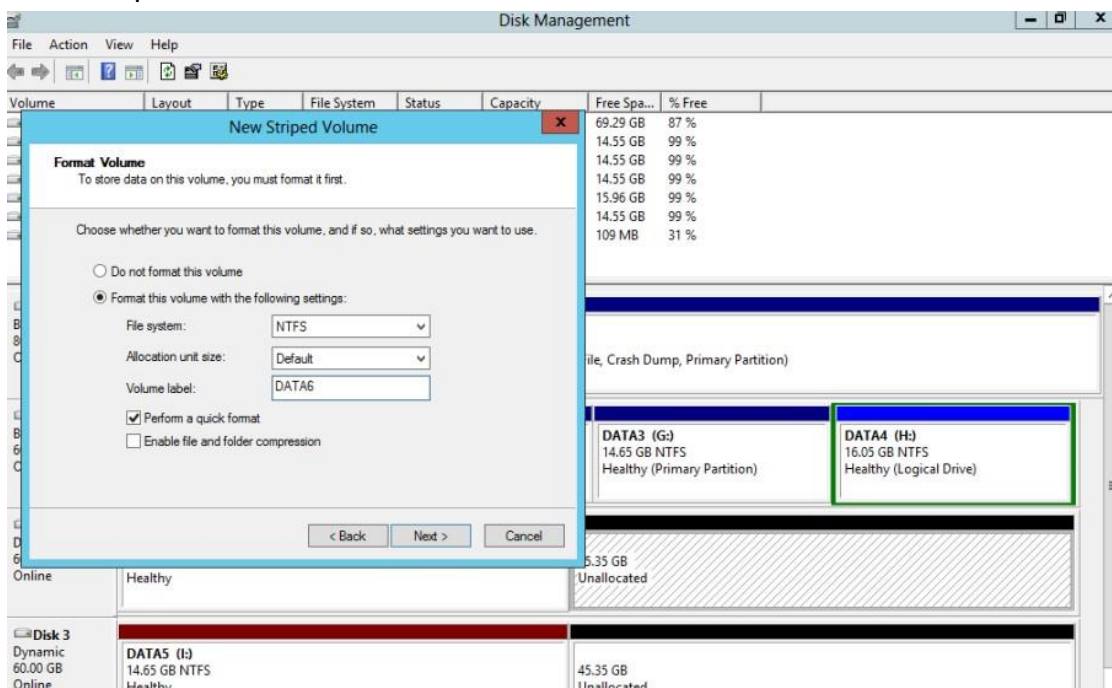 Disk Management
File Action View Help
Volume Layout Type File System Status Capacity Free Spa... % Free
69.29 GB 87 %
14.55 GB 99 %
14.55 GB 99 %
14.55 GB 99 %
15.96 GB 99 %
14.55 GB 99 %
109 MB 31 %
New Striped Volume
Format Volume
To store data on this volume, you must format it first.
Choose whether you want to format this volume, and if so, what settings you want to use.
Do not format this volume
Format this volume with the following settings:
File system: NTFS
Allocation unit size: Default
Volume label: DATA6
Perform a quick format
Enable file and folder compression
< Back Next > Cancel
ile, Crash Dump, Primary Partition)
DATA3 (G:) DATA4 (H:)
14.65 GB NTFS 16.05 GB NTFS
Healthy (Primary Partition) Healthy (Logical Drive)
5.35 GB
Online Healthy Unallocated
Disk 3
Dynamic DATA5 (I:)
60.00 GB 14.65 GB NTFS 45.35 GB
Online Healthy Unallocated